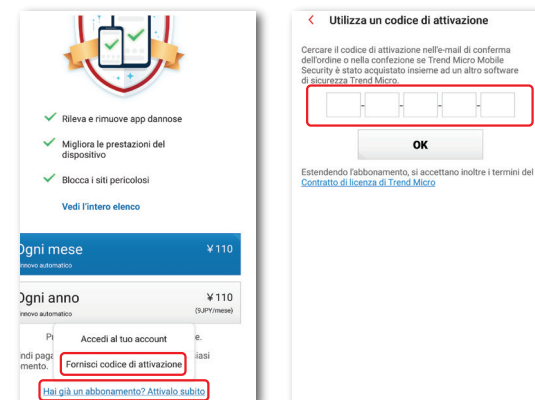 Rileva e rimuove app dannose
Migliora le prestazioni del
dispositivo
Blocca i siti pericolosi
Vedi l'intero elenco
Ogni mese
¥110
innovo automatico
Ogni anno
¥110
innovo automatico
(9JPY/mese)
Accedi al tuo account
Fornisci codice di attivazione
Hai già un abbonamento? Attivalo subito
Utilizza un codice di attivazione
Cercare il codice di attivazione nell'e-mail di conferma
dell'ordine o nella confezione se Trend Micro Mobile
Security è stato acquistato insieme ad un altro software
di sicurezza Trend Micro.
- - - -
OK
Estendendo l'abbonamento, si accettano inoltre i termini del
Contratto di licenza di Trend Micro